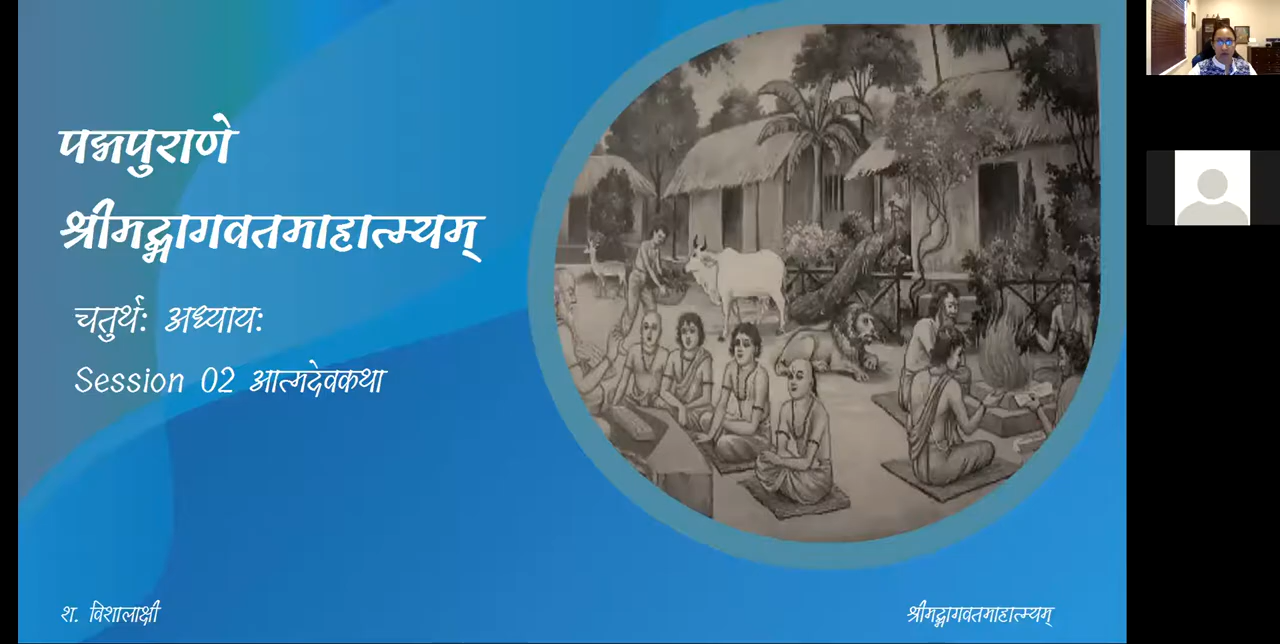 पद्मपुराणे
श्रीमद्भागवतमाहात्म्यम्
चतुर्थः अध्यायः
Session 02 आत्मदेवकथा
श. विशालाक्षी
श्रीमद्भागवतमाहात्म्यम्